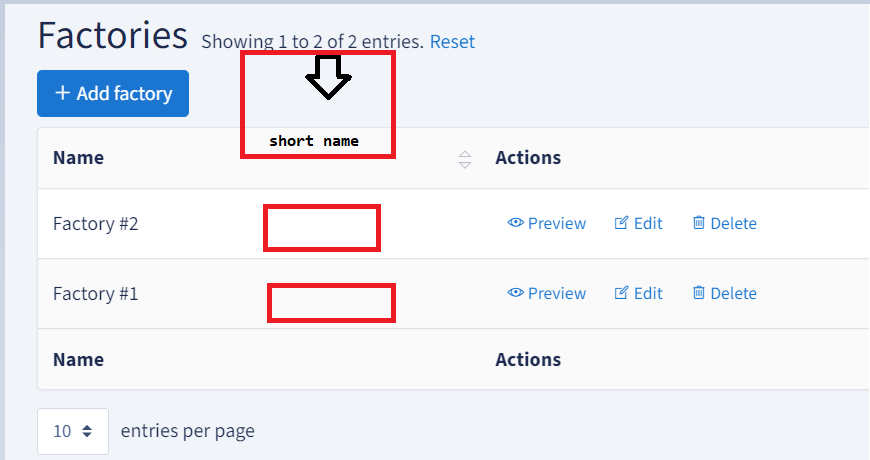 Factories Showing 1 to 2 of 2 entries. Reset
+ Add factory
short name
Name Actions
Factory #2 Preview Edit Delete
Factory #1 Preview Edit Delete
Name Actions
10 entries per page